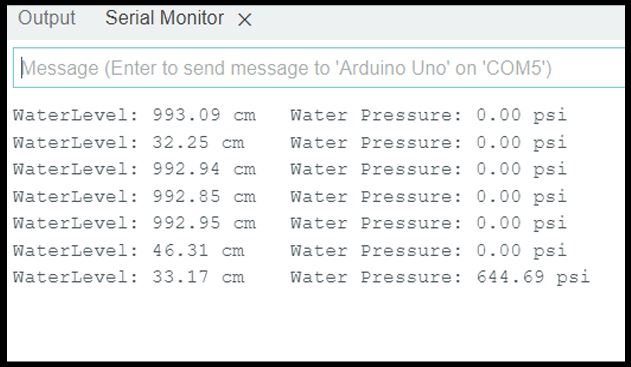 Output Serial Monitor
Message (Enter to send message to 'Arduino Uno' on 'COM5')
WaterLevel: 993.09 cm Water Pressure: 0.00 psi
WaterLevel: 32.25 cm Water Pressure: 0.00 psi
WaterLevel: 992.94 cm Water Pressure: 0.00 psi
WaterLevel: 992.85 cm Water Pressure: 0.00 psi
WaterLevel: 992.95 cm Water Pressure: 0.00 psi
WaterLevel: 46.31 cm Water Pressure: 0.00 psi
WaterLevel: 33.17 cm Water Pressure: 644.69 psi